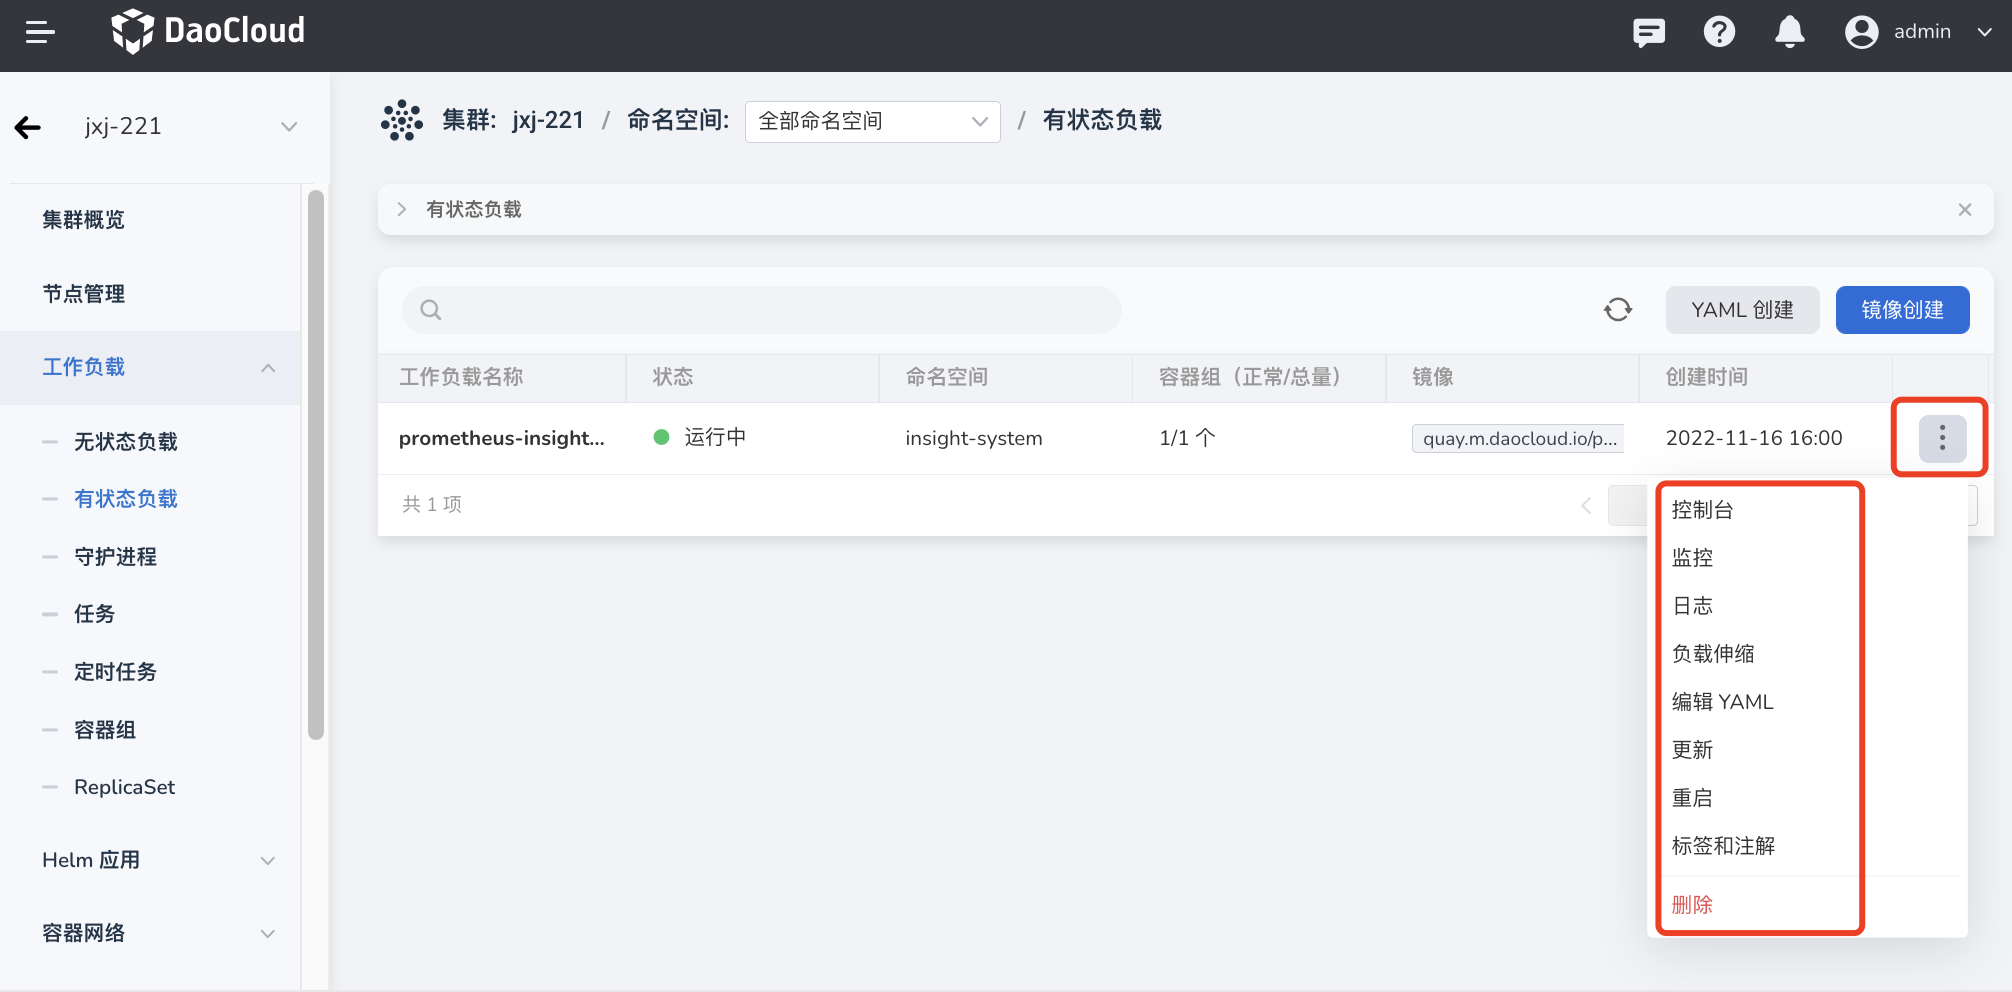 DaoCloud
admin
jxj-221
集群: jxj-221 / 命名空间: 全部命名空间 / 有状态负载
集群概览
节点管理
工作负载
无状态负载
有状态负载
守护进程
任务
定时任务
容器组
ReplicaSet
Helm 应用
容器网络
有状态负载
YAML 创建
镜像创建
工作负载名称 状态 命名空间 容器组（正常/总量） 镜像 创建时间
prometheus-insight... 运行中 insight-system 1/1 个 quay.m.daocloud.io/p... 2022-11-16 16:00
共 1 项
控制台
监控
日志
负载伸缩
编辑 YAML
更新
重启
标签和注解
删除